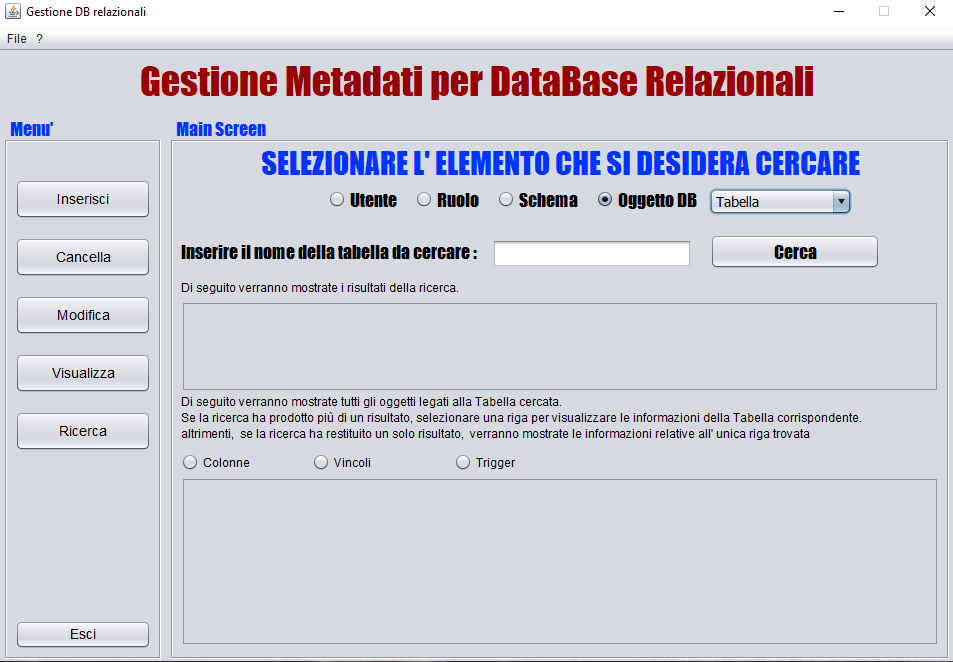 Gestione DB relazionali
File ?
Gestione Metadati per DataBase Relazionali
Menu'
Main Screen
SELEZIONARE L' ELEMENTO CHE SI DESIDERA CERCARE
Utente Ruolo Schema Oggetto DB Tabella
Inserisci
Cancella
Modifica
Visualizza
Ricerca
Esci
Inserire il nome della tabella da cercare : Cerca
Di seguito verranno mostrate i risultati della ricerca.
Di seguito verranno mostrate tutti gli oggetti legati alla Tabella cercata.
Se la ricerca ha prodotto più di un risultato, selezionare una riga per visualizzare le informazioni della Tabella corrispondente.
altrimenti, se la ricerca ha restituito un solo risultato, verranno mostrate le informazioni relative all' unica riga trovata
Colonne Vincoli Trigger